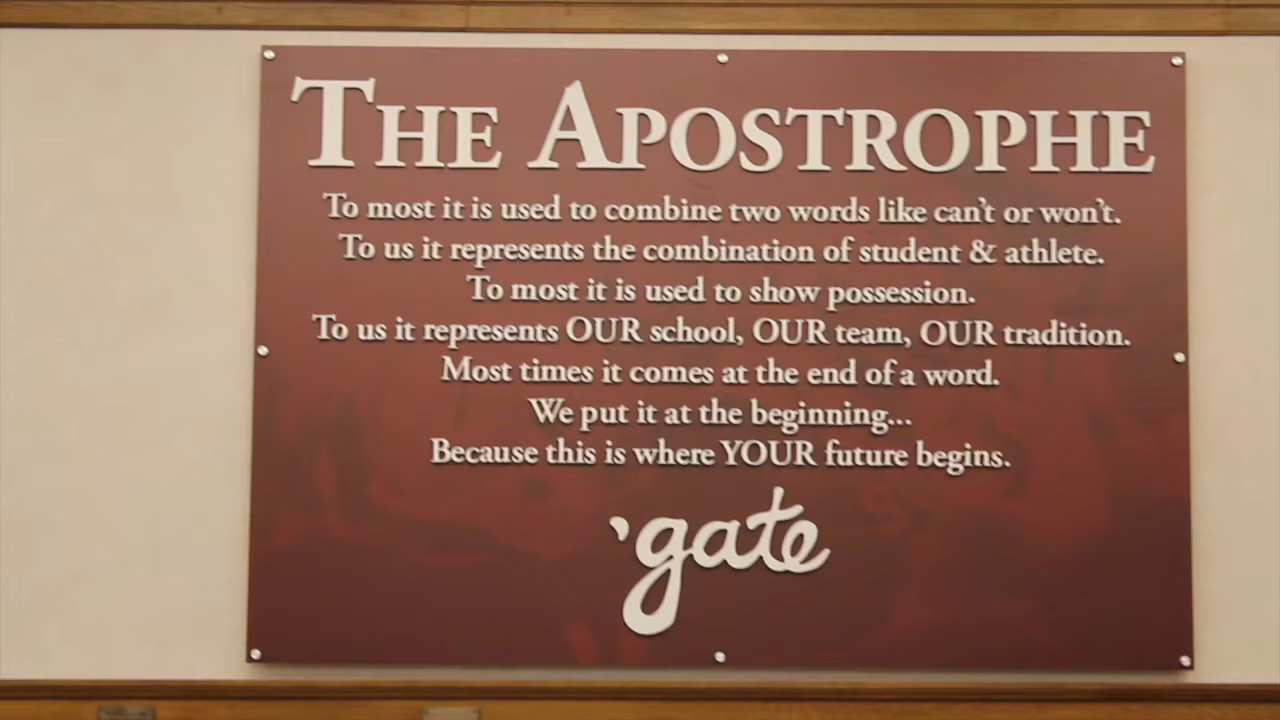 THE APOSTROPHE
To most it is used to combine two words like can't or won't.
To us it represents the combination of student & athlete.
To most it is used to show possession.
To us it represents OUR school, OUR team, OUR tradition.
Most times it comes at the end of a word.
We put it at the beginning...
Because this is where YOUR future begins.
'gate